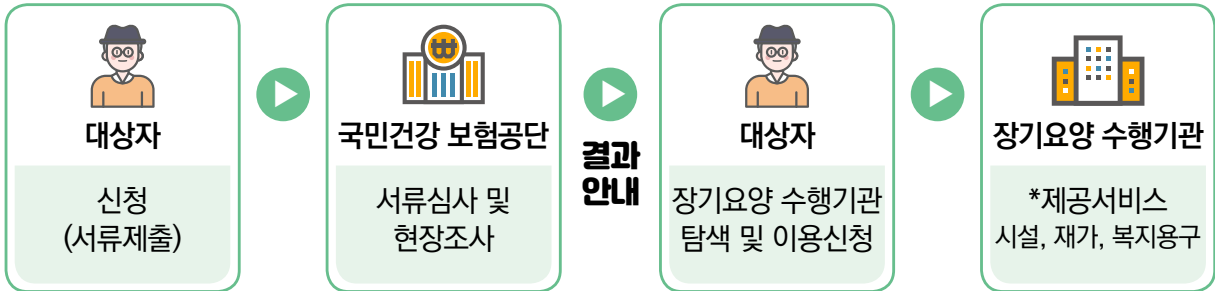 대상자
신청
(서류제출)
국민건강 보험공단
서류심사 및
현장조사
결과
안내
대상자
장기요양 수행기관
탐색 및 이용신청
장기요양 수행기관
*제공서비스
시설, 재가, 복지용구